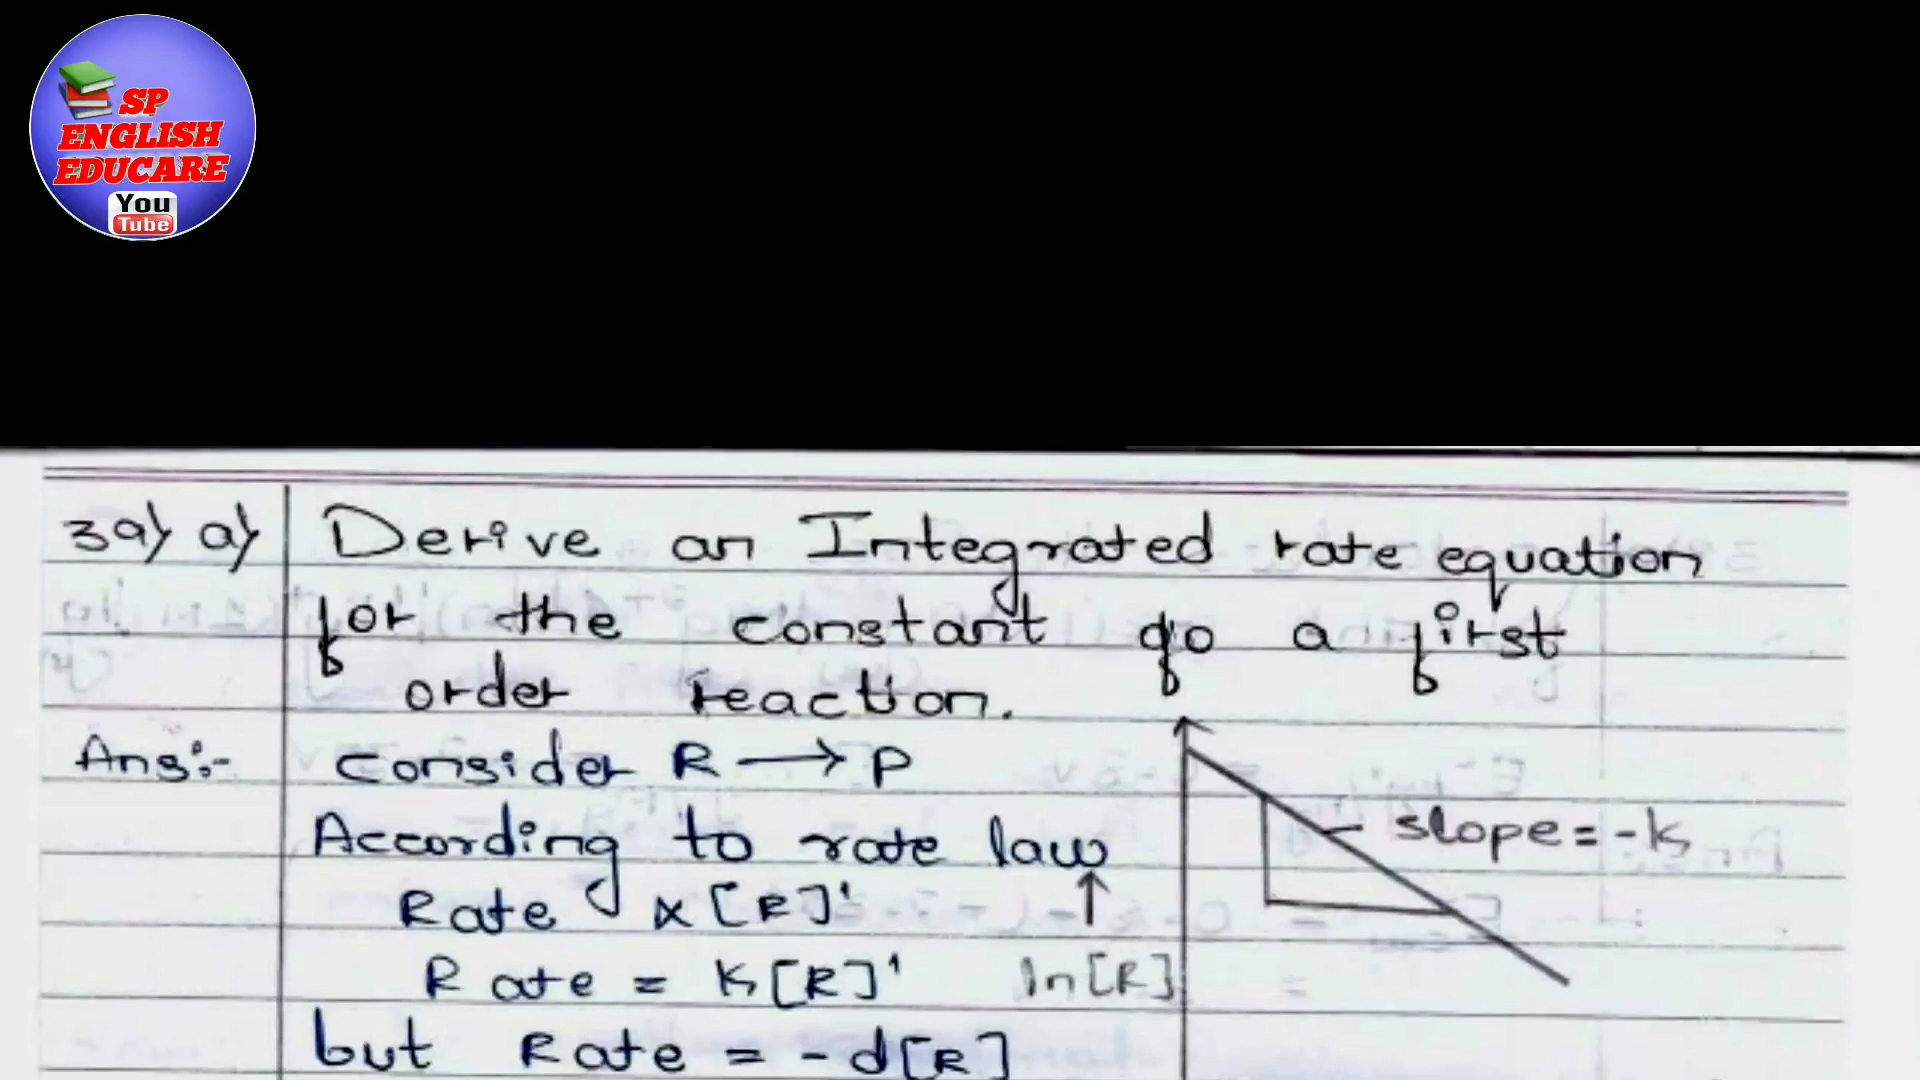 SP
ENGLISH
EDUCARE
You
Tube
39) a) Derive an Integrated rate equation
for the constant of a first
order reaction.
Ans:- Consider R → P
According to rate law
Rate ∝ [R]¹
Rate = k[R]¹
but Rate = -d[R]
slope = -k
↑
ln[R]